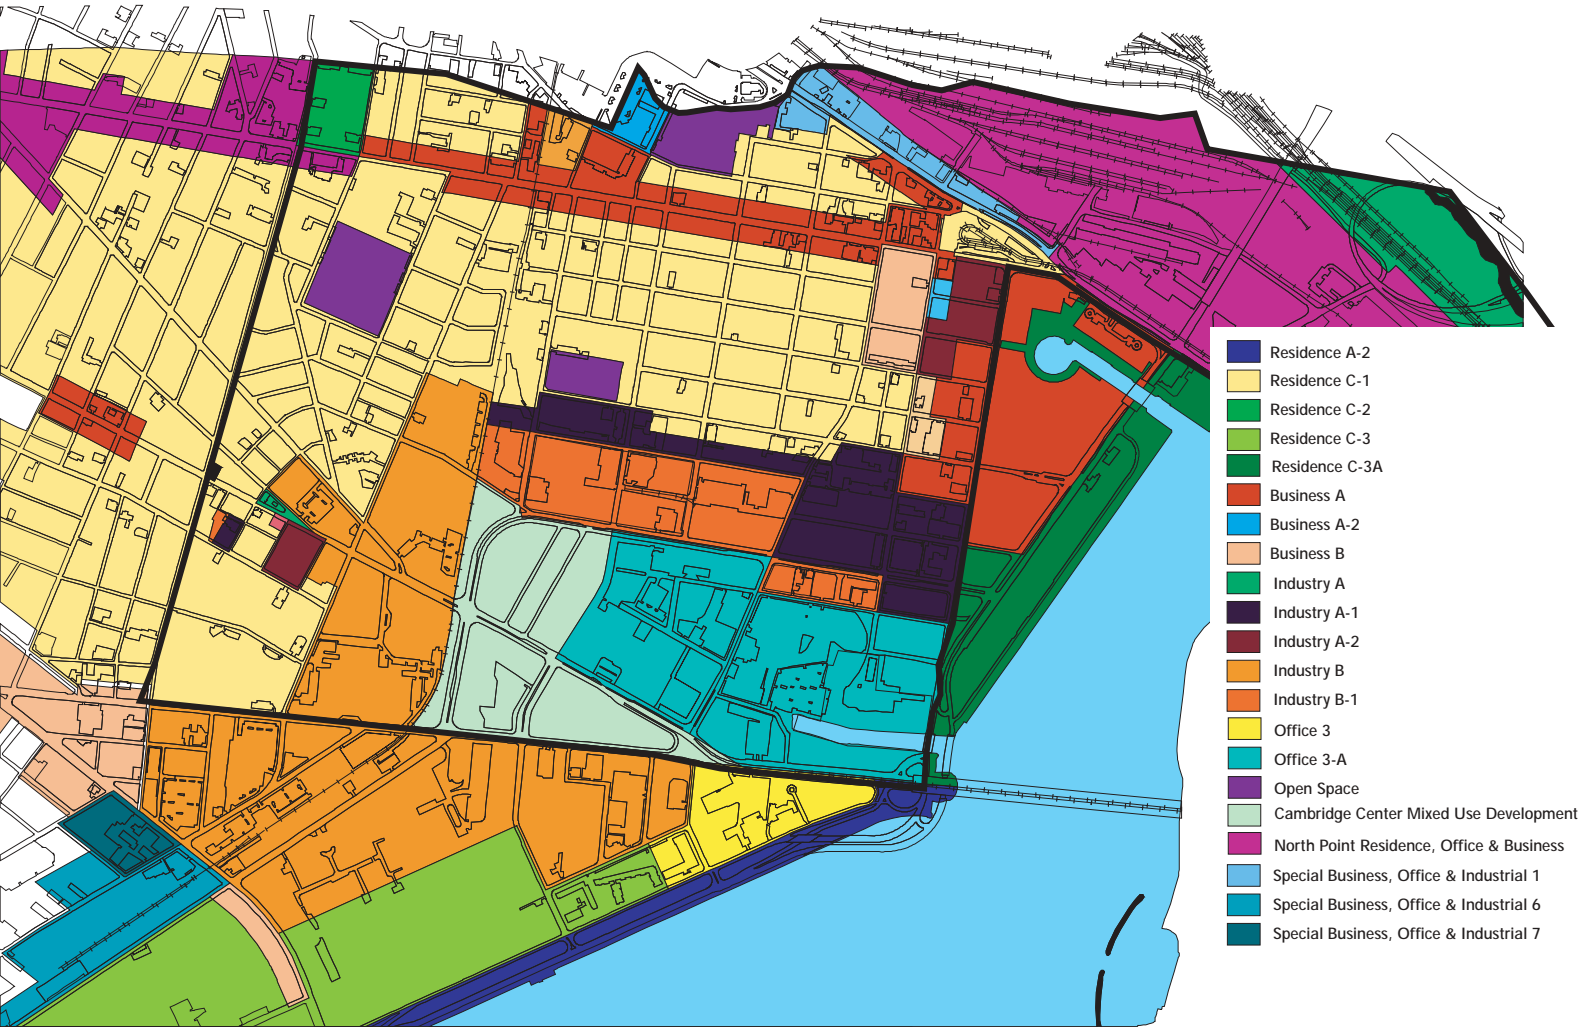 Residence A-2
Residence C-1
Residence C-2
Residence C-3
Residence C-3A
Business A
Business A-2
Business B
Industry A
Industry A-1
Industry A-2
Industry B
Industry B-1
Office 3
Office 3-A
Open Space
Cambridge Center Mixed Use Development
North Point Residence, Office & Business
Special Business, Office & Industrial 1
Special Business, Office & Industrial 6
Special Business, Office & Industrial 7